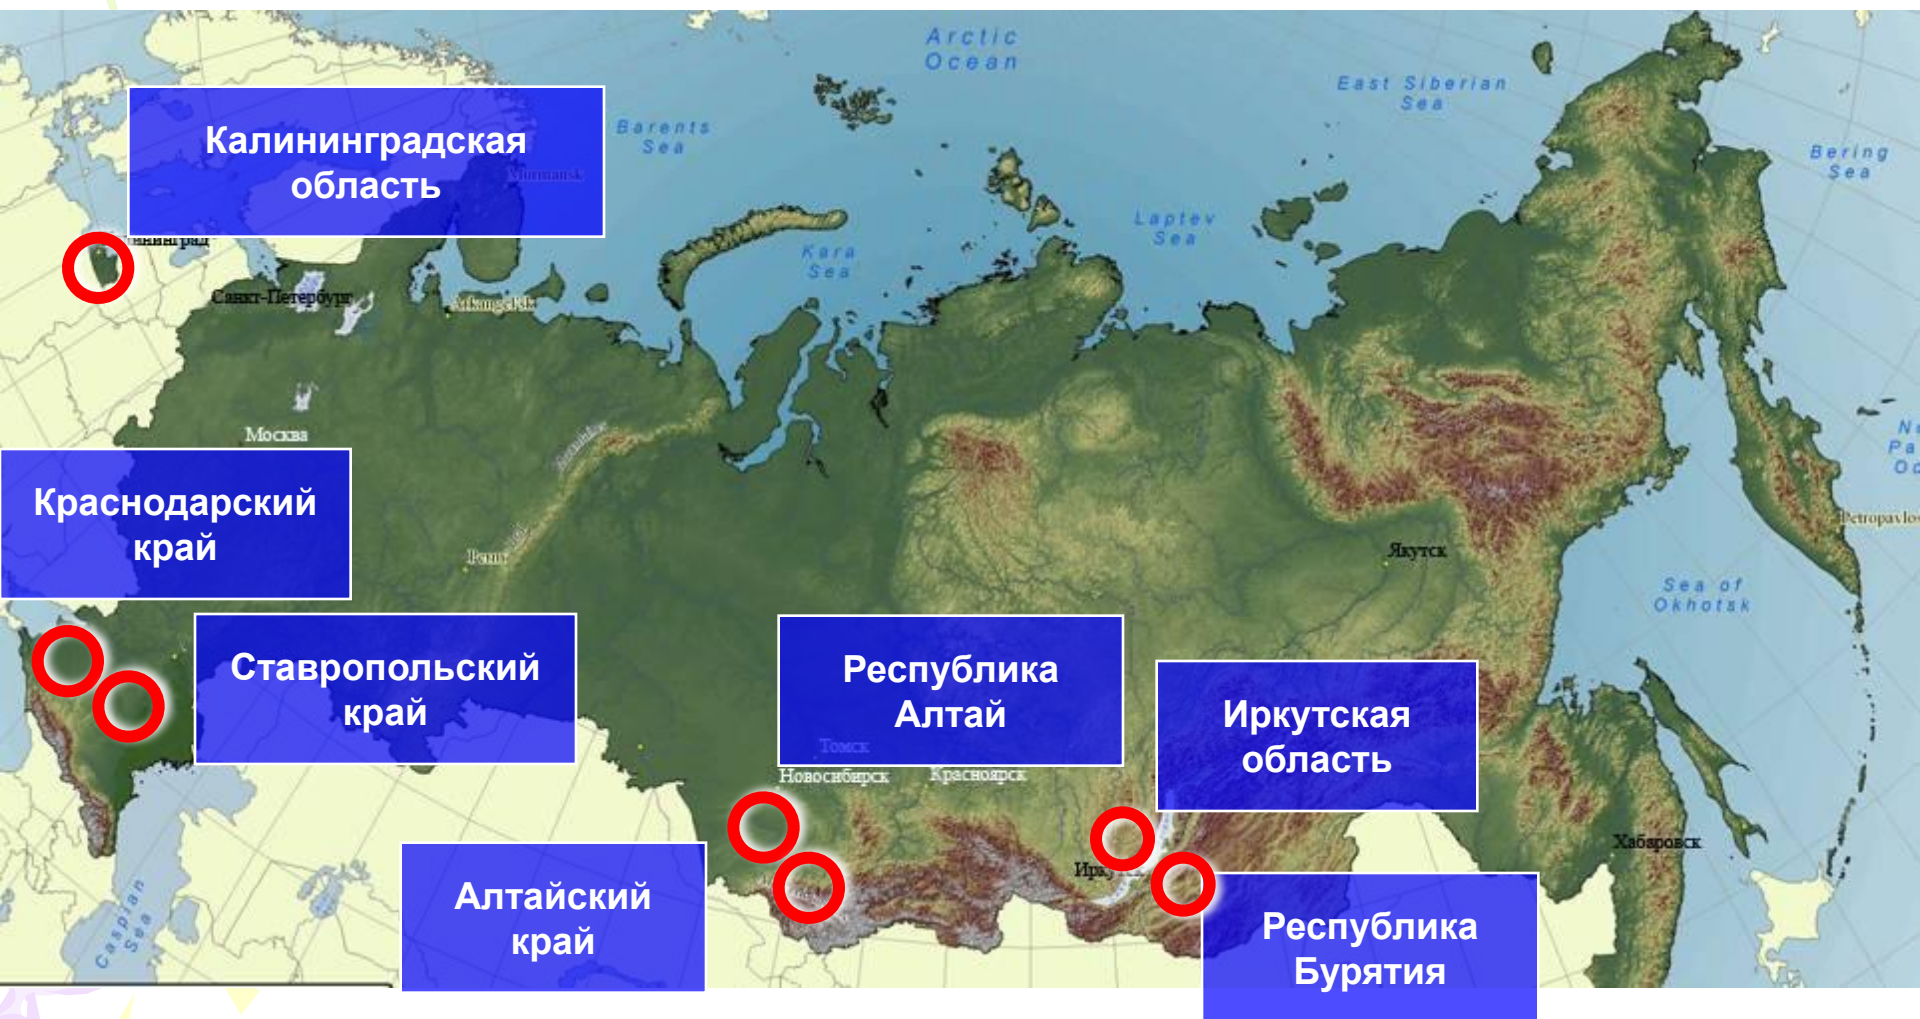 Arctic
Ocean
East Siberian
Sea
Barents
Sea
Bering
Sea
Калининградская
область
Murmansk
Laptev
Sea
Kara
Sea
Санкт-Петербург
Arkangelsk
Москва
Краснодарский
край
Petropavlos
Якутск
Sea of
Okhotsk
Ставропольский
край
Республика
Алтай
Иркутская
область
Томск
Новосибирск
Красноярск
Хабаровск
Caspian
Sea
Алтайский
край
Республика
Бурятия